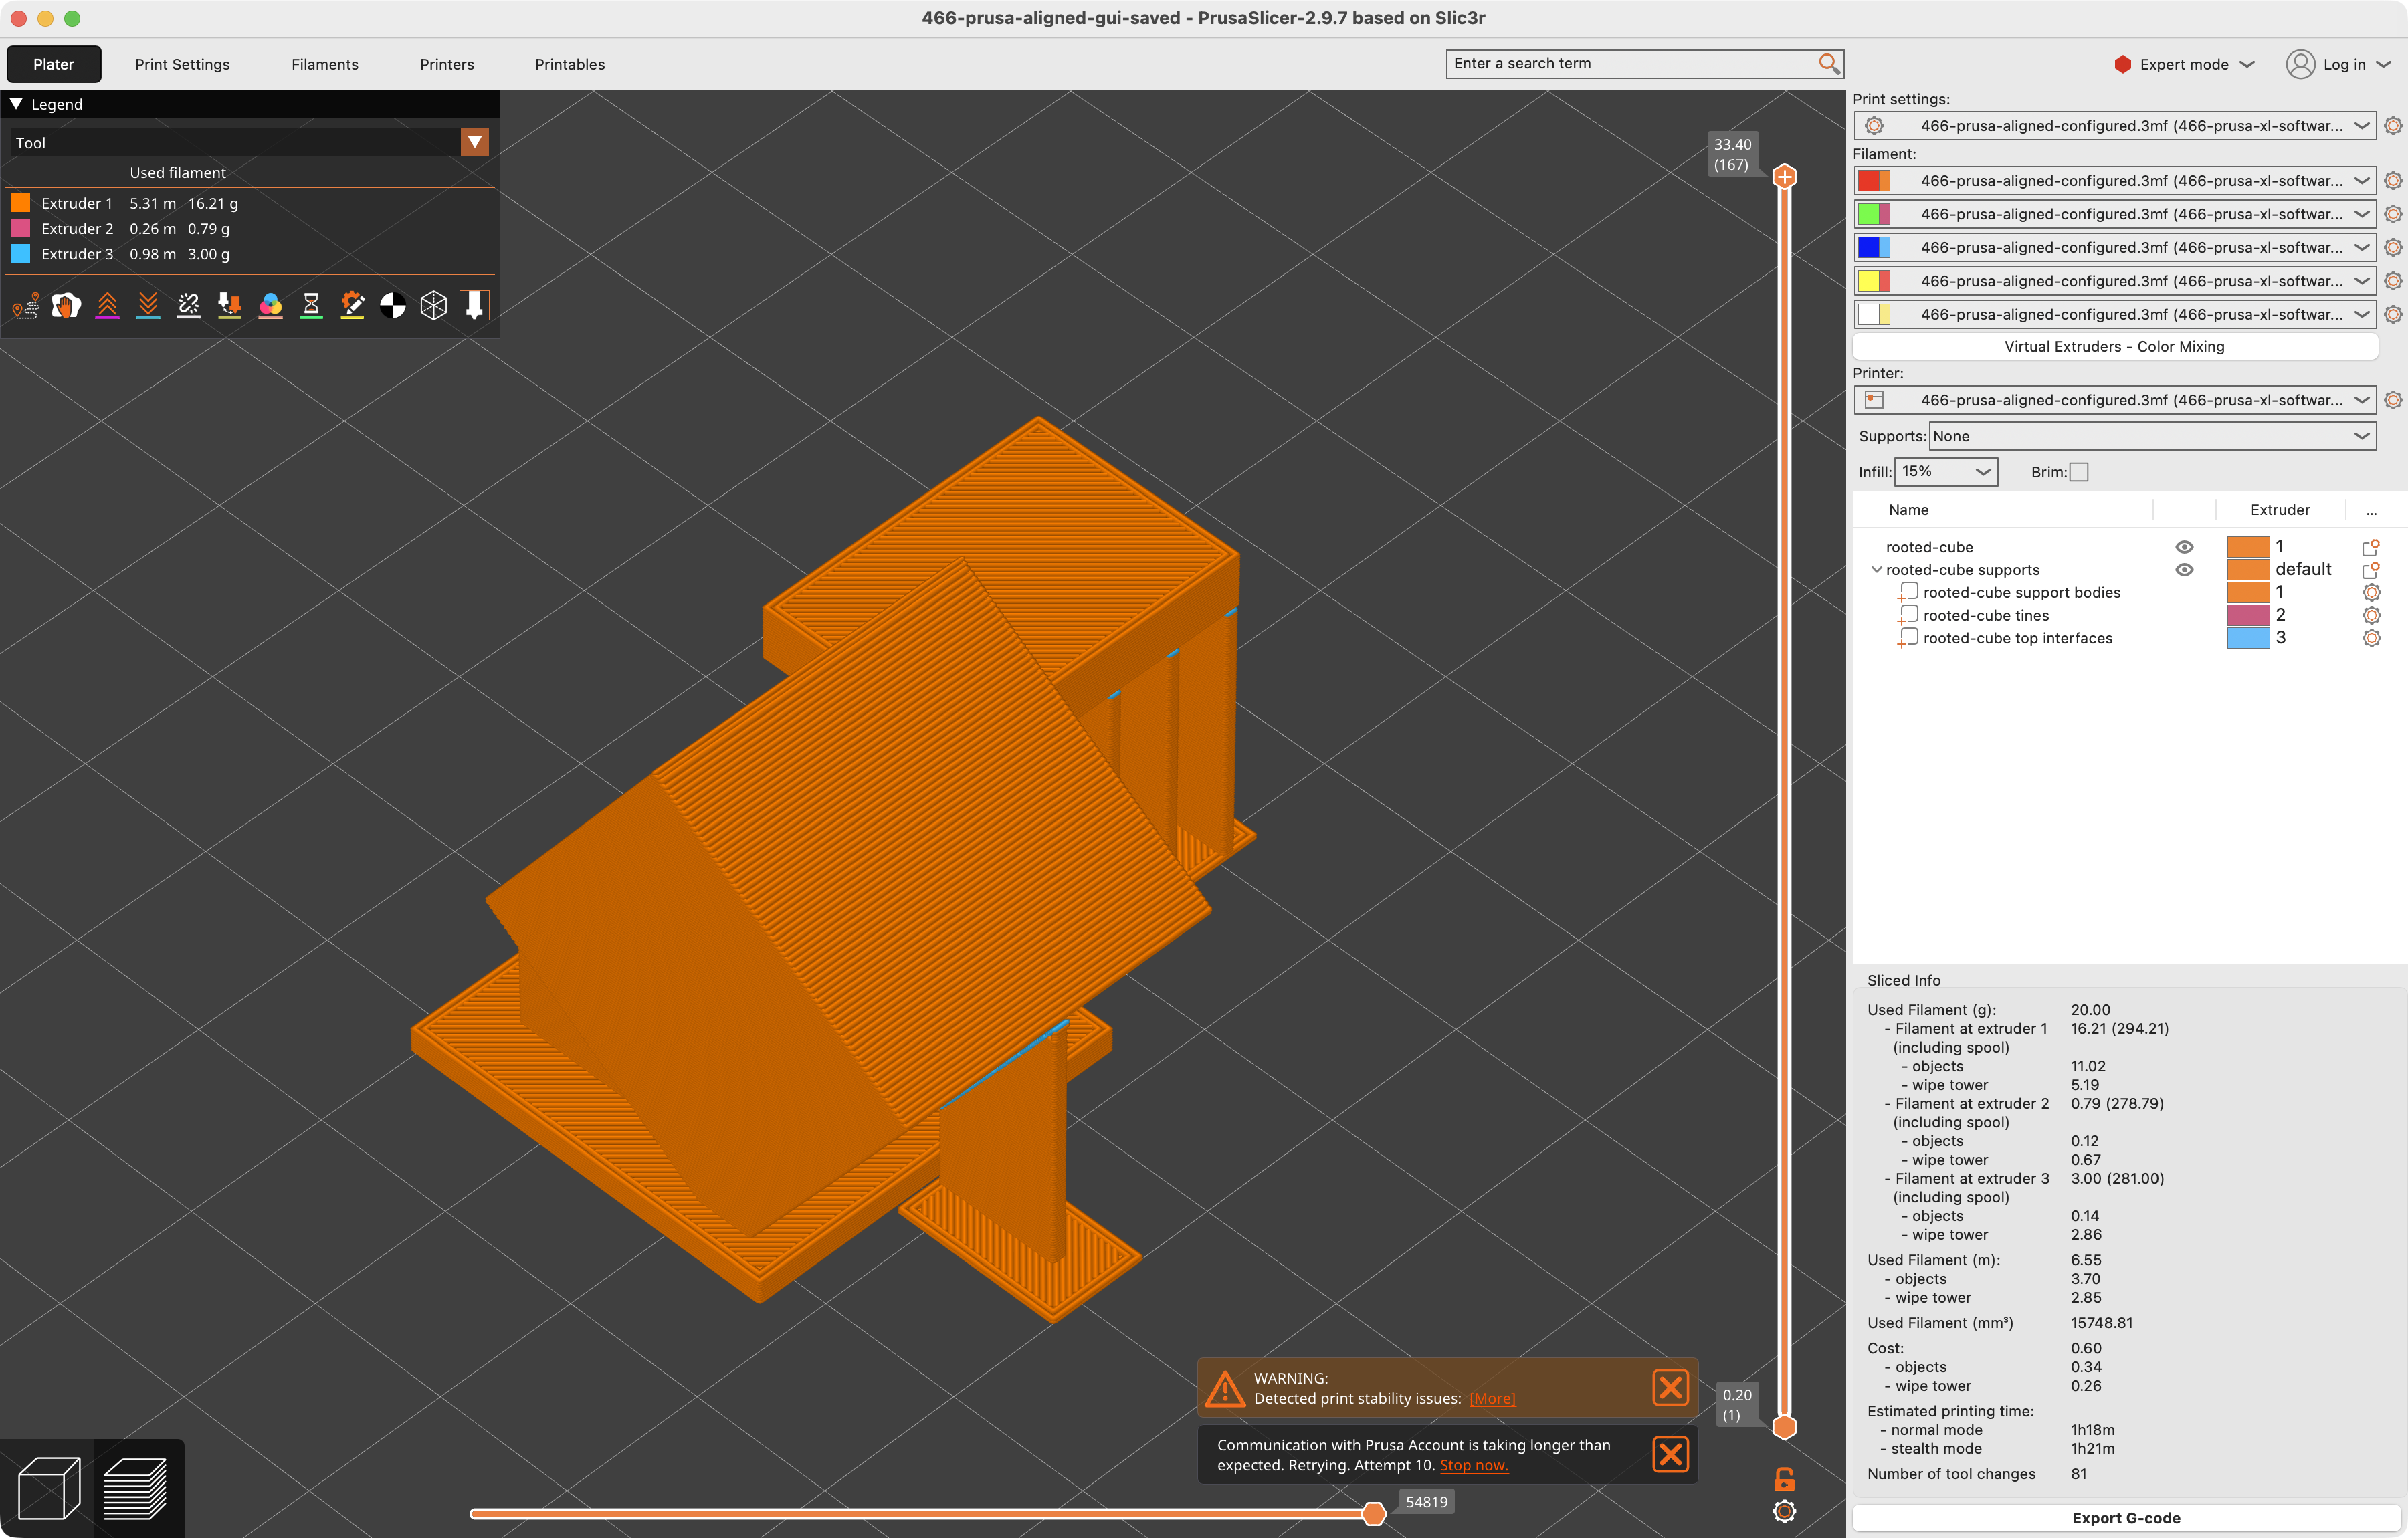 466-prusa-aligned-gui-saved - PrusaSlicer-2.9.7 based on Slic3r
Plater
Print Settings
Filaments
Printers
Printables
Enter a search term
Expert mode
Log in
Legend
Tool
Used filament
Extruder 1 5.31 m 16.21 g
Extruder 2 0.26 m 0.79 g
Extruder 3 0.98 m 3.00 g
33.40
(167)
0.20
(1)
WARNING:
Detected print stability issues: [More]
Communication with Prusa Account is taking longer than
expected. Retrying. Attempt 10. Stop now.
54819
Print settings:
466-prusa-aligned-configured.3mf (466-prusa-xl-softwar...
Filament:
466-prusa-aligned-configured.3mf (466-prusa-xl-softwar...
466-prusa-aligned-configured.3mf (466-prusa-xl-softwar...
466-prusa-aligned-configured.3mf (466-prusa-xl-softwar...
466-prusa-aligned-configured.3mf (466-prusa-xl-softwar...
466-prusa-aligned-configured.3mf (466-prusa-xl-softwar...
Virtual Extruders - Color Mixing
Printer:
466-prusa-aligned-configured.3mf (466-prusa-xl-softwar...
Supports: None
Infill: 15% Brim:
Name Extruder ...
rooted-cube 1
rooted-cube supports default
rooted-cube support bodies 1
rooted-cube tines 2
rooted-cube top interfaces 3
Sliced Info
Used Filament (g): 20.00
- Filament at extruder 1 16.21 (294.21)
(including spool)
- objects 11.02
- wipe tower 5.19
- Filament at extruder 2 0.79 (278.79)
(including spool)
- objects 0.12
- wipe tower 0.67
- Filament at extruder 3 3.00 (281.00)
(including spool)
- objects 0.14
- wipe tower 2.86
Used Filament (m): 6.55
- objects 3.70
- wipe tower 2.85
Used Filament (mm³) 15748.81
Cost: 0.60
- objects 0.34
- wipe tower 0.26
Estimated printing time:
- normal mode 1h18m
- stealth mode 1h21m
Number of tool changes 81
Export G-code